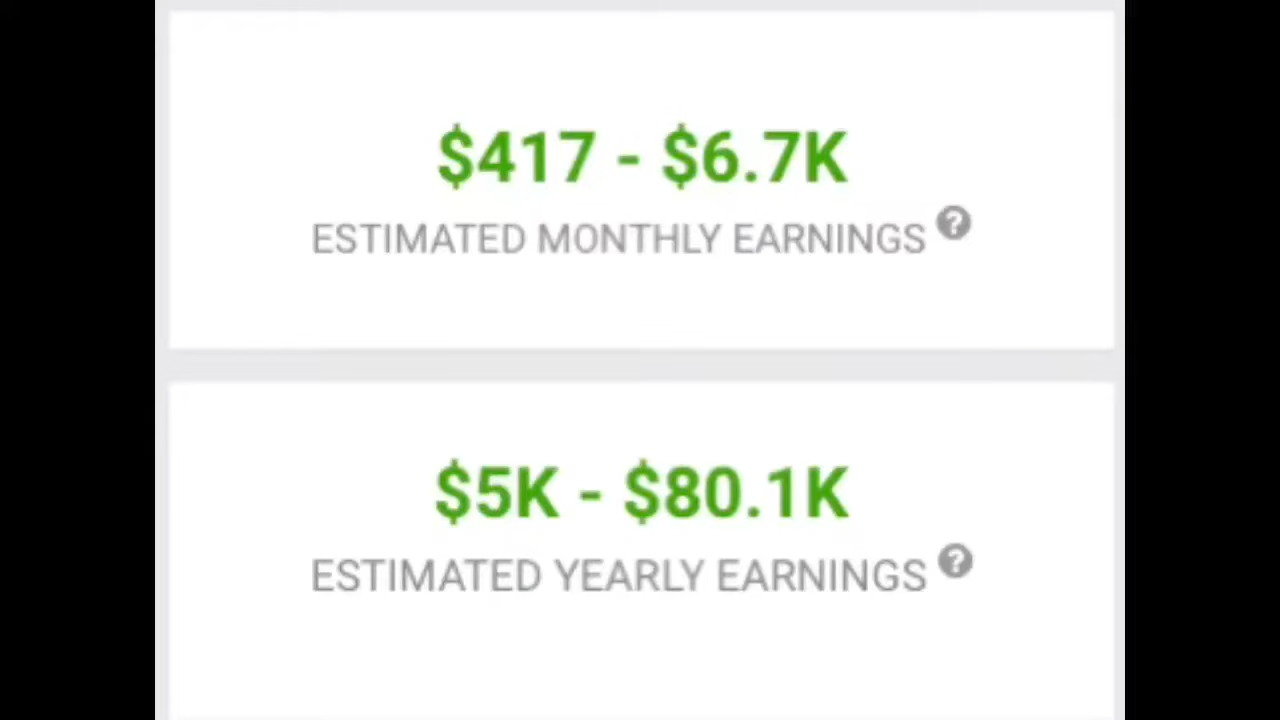 $417 - $6.7K
ESTIMATED MONTHLY EARNINGS ?
$5K - $80.1K
ESTIMATED YEARLY EARNINGS ?